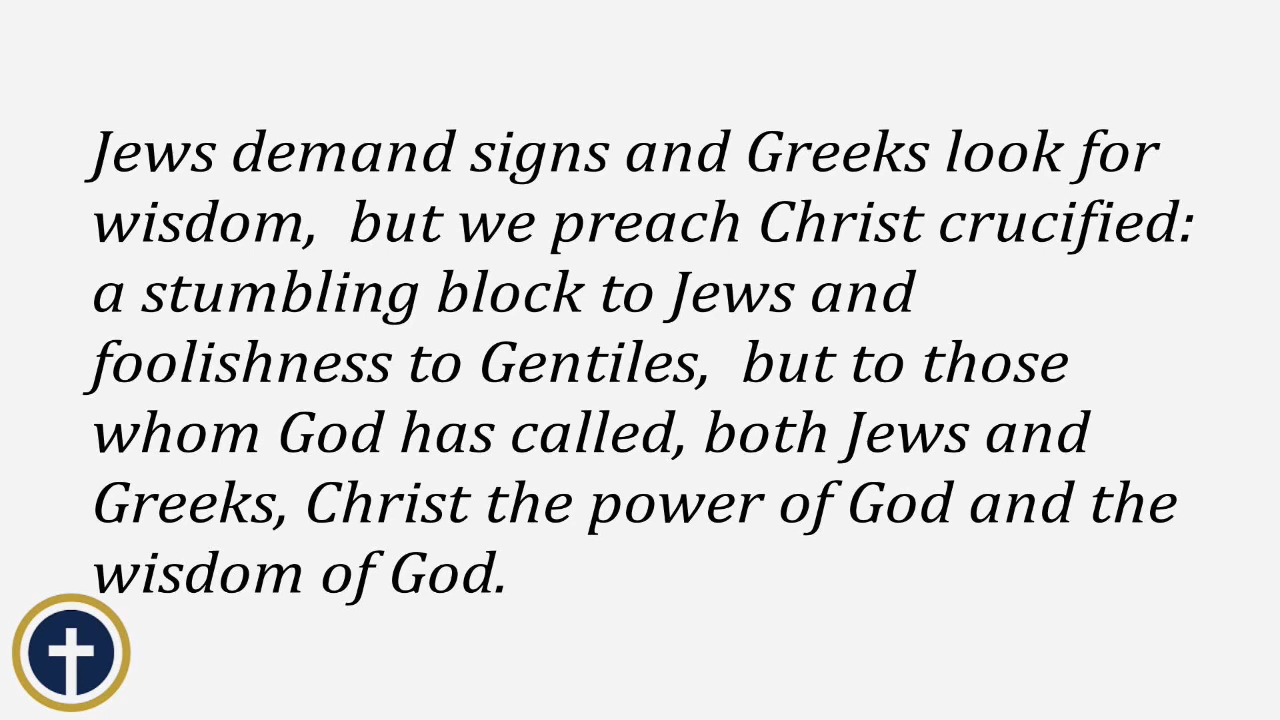 Jews demand signs and Greeks look for
wisdom,  but we preach Christ crucified:
a stumbling block to Jews and
foolishness to Gentiles,  but to those
whom God has called, both Jews and
Greeks, Christ the power of God and the
wisdom of God.